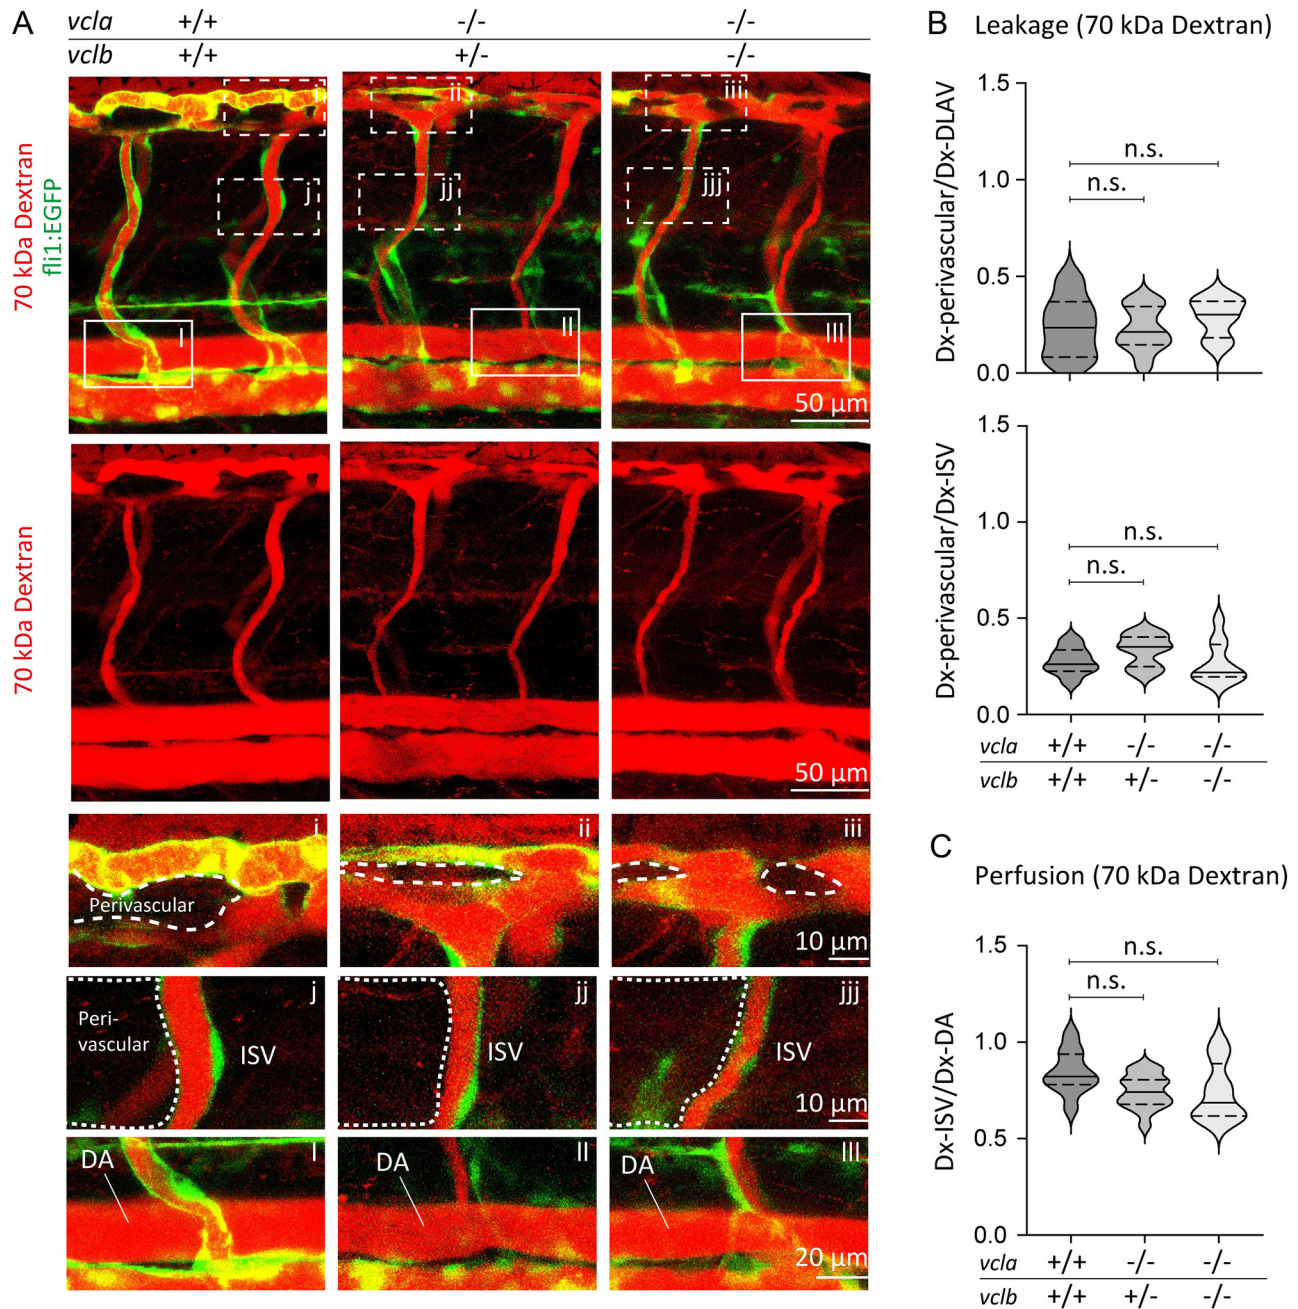 A
vcla +/+ -/- -/-
vclb +/+ +/- -/-
70 kDa Dextran
fli1:EGFP
i
j
I
ii
jj
II
iii
jjj
III
50 µm
70 kDa Dextran
50 µm
i
Perivascular
ii
iii
10 µm
j
Peri-
vascular
ISV
jj
ISV
jjj
ISV
10 µm
I
DA
II
DA
III
DA
20 µm
B Leakage (70 kDa Dextran)
Dx-perivascular/Dx-DLAV
1.5
1.0
0.5
0.0
n.s.
n.s.
Dx-perivascular/Dx-ISV
1.5
1.0
0.5
0.0
n.s.
n.s.
vcla +/+ -/- -/-
vclb +/+ +/- -/-
C
Perfusion (70 kDa Dextran)
Dx-ISV/Dx-DA
1.5
1.0
0.5
0.0
n.s.
n.s.
vcla +/+ -/- -/-
vclb +/+ +/- -/-